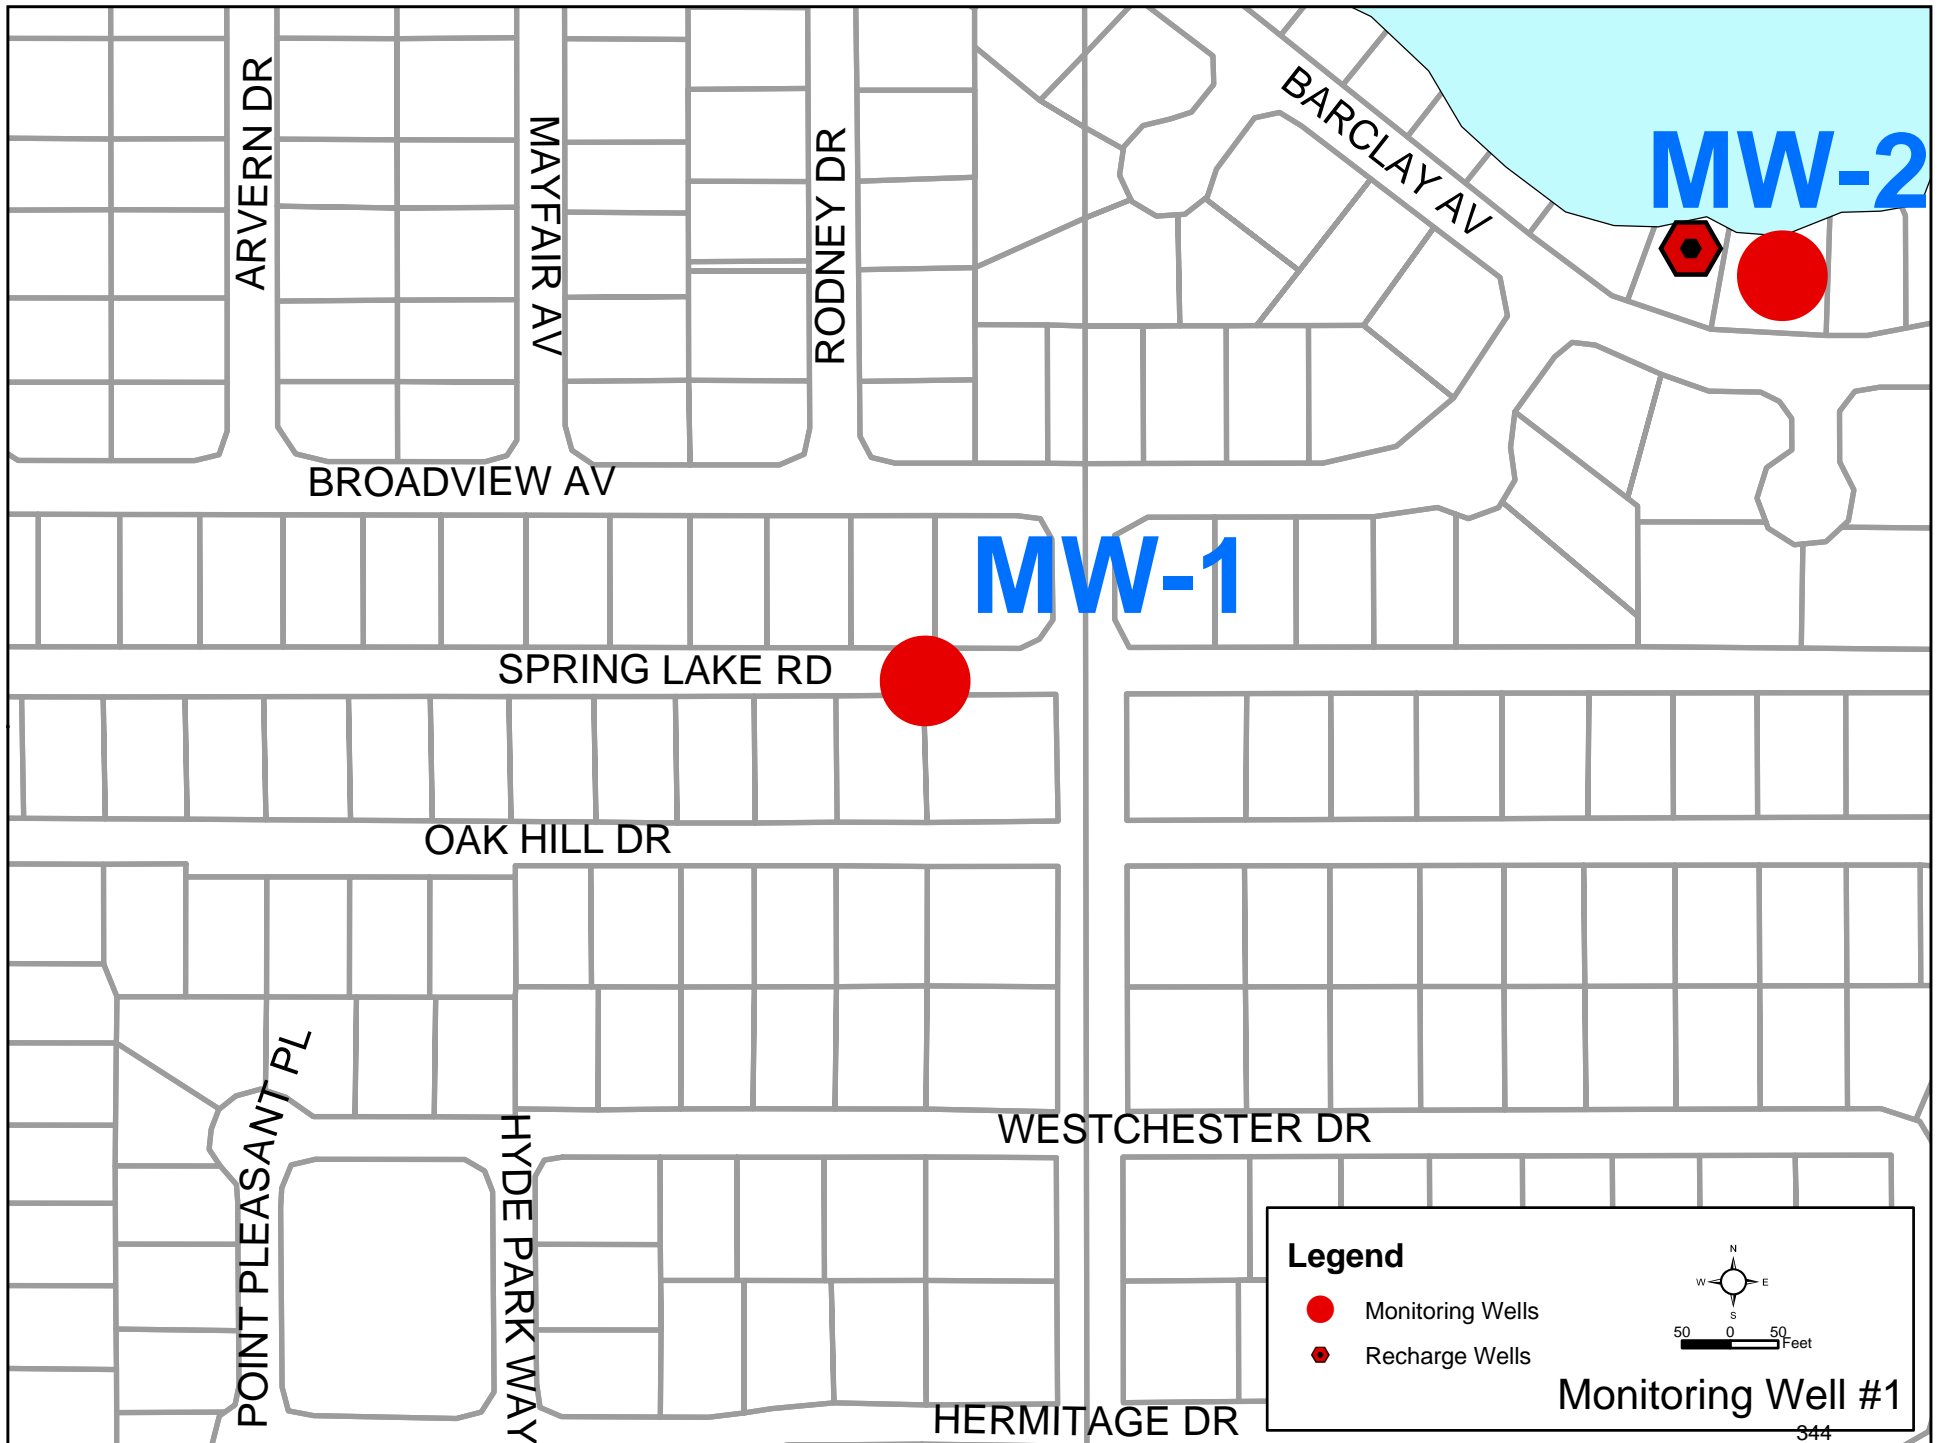 ARVERN DR
MAYFAIR AV
RODNEY DR
BARCLAY AV
MW-2
BROADVIEW AV
MW-1
SPRING LAKE RD
OAK HILL DR
POINT PLEASANT PL
HYDE PARK WAY
WESTCHESTER DR
HERMITAGE DR
Legend
Monitoring Wells
Recharge Wells
N
W E
S
50 0 50
Feet
Monitoring Well #1
344